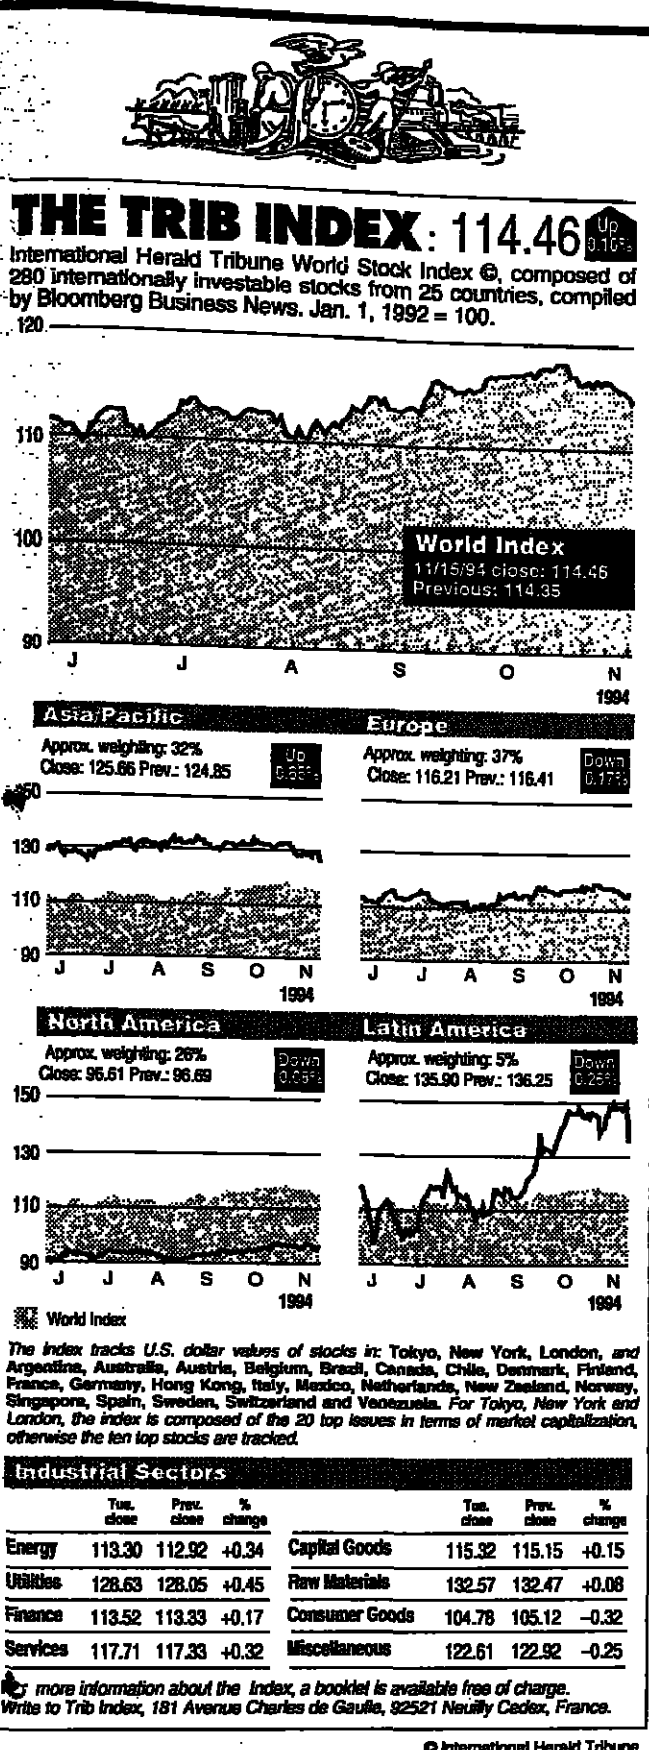 THE TRIB INDEX: 114.46 Up 0.10%
International Herald Tribune World Stock Index ©, composed of
280 internationally investable stocks from 25 countries, compiled
by Bloomberg Business News. Jan. 1, 1992 = 100.
120
110
100
90
World Index
11/15/94 close: 114.46
Previous: 114.35
J J A S O N
1994
Asia/Pacific
Approx. weighting: 32%
Close: 125.66 Prev.: 124.85
Up
130
110
90
J J A S O N
1994
Europe
Approx. weighting: 37%
Close: 116.21 Prev.: 116.41
Down
0.17%
J J A S O N
1994
North America
Approx. weighting: 26%
Close: 96.61 Prev.: 96.69
Down
150
130
110
90
J J A S O N
1994
Latin America
Approx. weighting: 5%
Close: 135.90 Prev.: 136.25
Down
J J A S O N
1994
World Index
The index tracks U.S. dollar values of stocks in: Tokyo, New York, London, and
Argentina, Australia, Austria, Belgium, Brazil, Canada, Chile, Denmark, Finland,
France, Germany, Hong Kong, Italy, Mexico, Netherlands, New Zealand, Norway,
Singapore, Spain, Sweden, Switzerland and Venezuela. For Tokyo, New York and
London, the index is composed of the 20 top issues in terms of market capitalization,
otherwise the ten top stocks are tracked.
Industrial Sectors
Tue. close Prev. close % change
Energy 113.30 112.92 +0.34
Utilities 128.63 128.05 +0.45
Finance 113.52 113.33 +0.17
Services 117.71 117.33 +0.32
Tue. close Prev. close % change
Capital Goods 115.32 115.15 +0.15
Raw Materials 132.57 132.47 +0.08
Consumer Goods 104.78 105.12 −0.32
Miscellaneous 122.61 122.92 −0.25
more information about the Index, a booklet is available free of charge.
Write to Trib Index, 181 Avenue Charles de Gaulle, 92521 Neuilly Cedex, France.
© International Herald Tribune